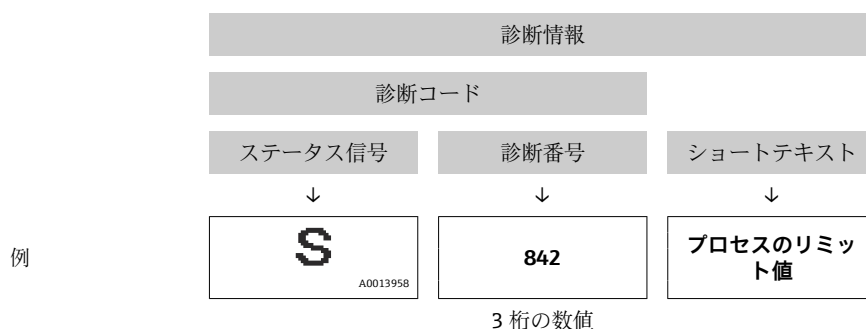 診断情報
診断コード
ステータス信号 診断番号 ショートテキスト
↓ ↓ ↓
例 S 842 プロセスのリミッ
ト値
A0013958
3 桁の数値